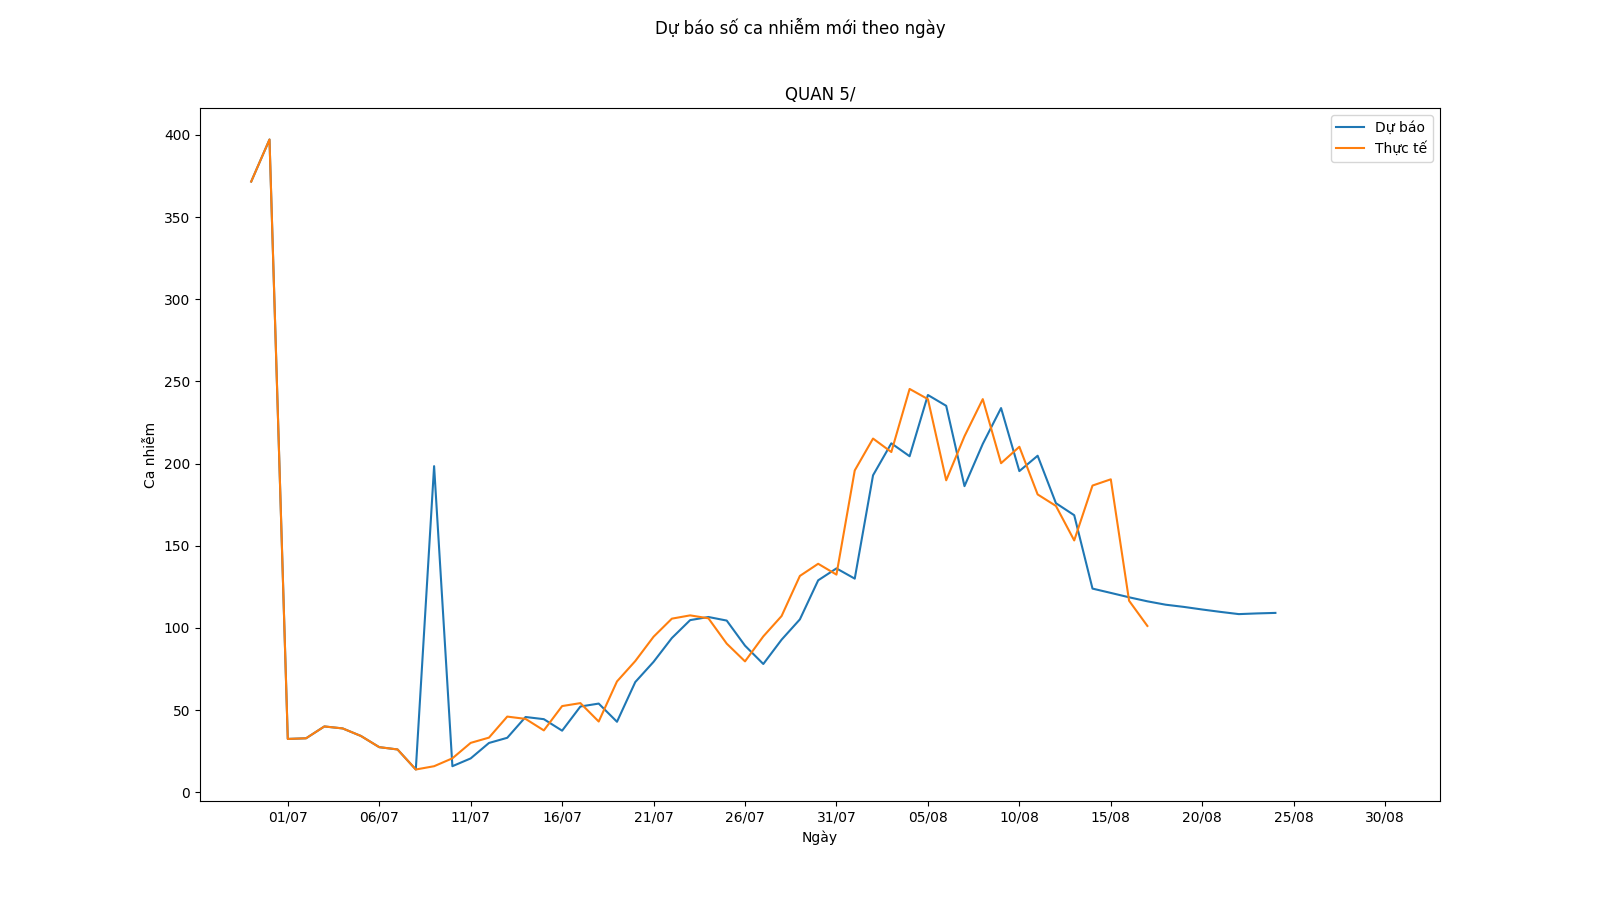 Dự báo số ca nhiễm mới theo ngày
QUAN 5/
Dự báo
Thực tế
400
350
300
250
200
150
100
50
0
Ca nhiễm
01/07 06/07 11/07 16/07 21/07 26/07 31/07 05/08 10/08 15/08 20/08 25/08 30/08
Ngày